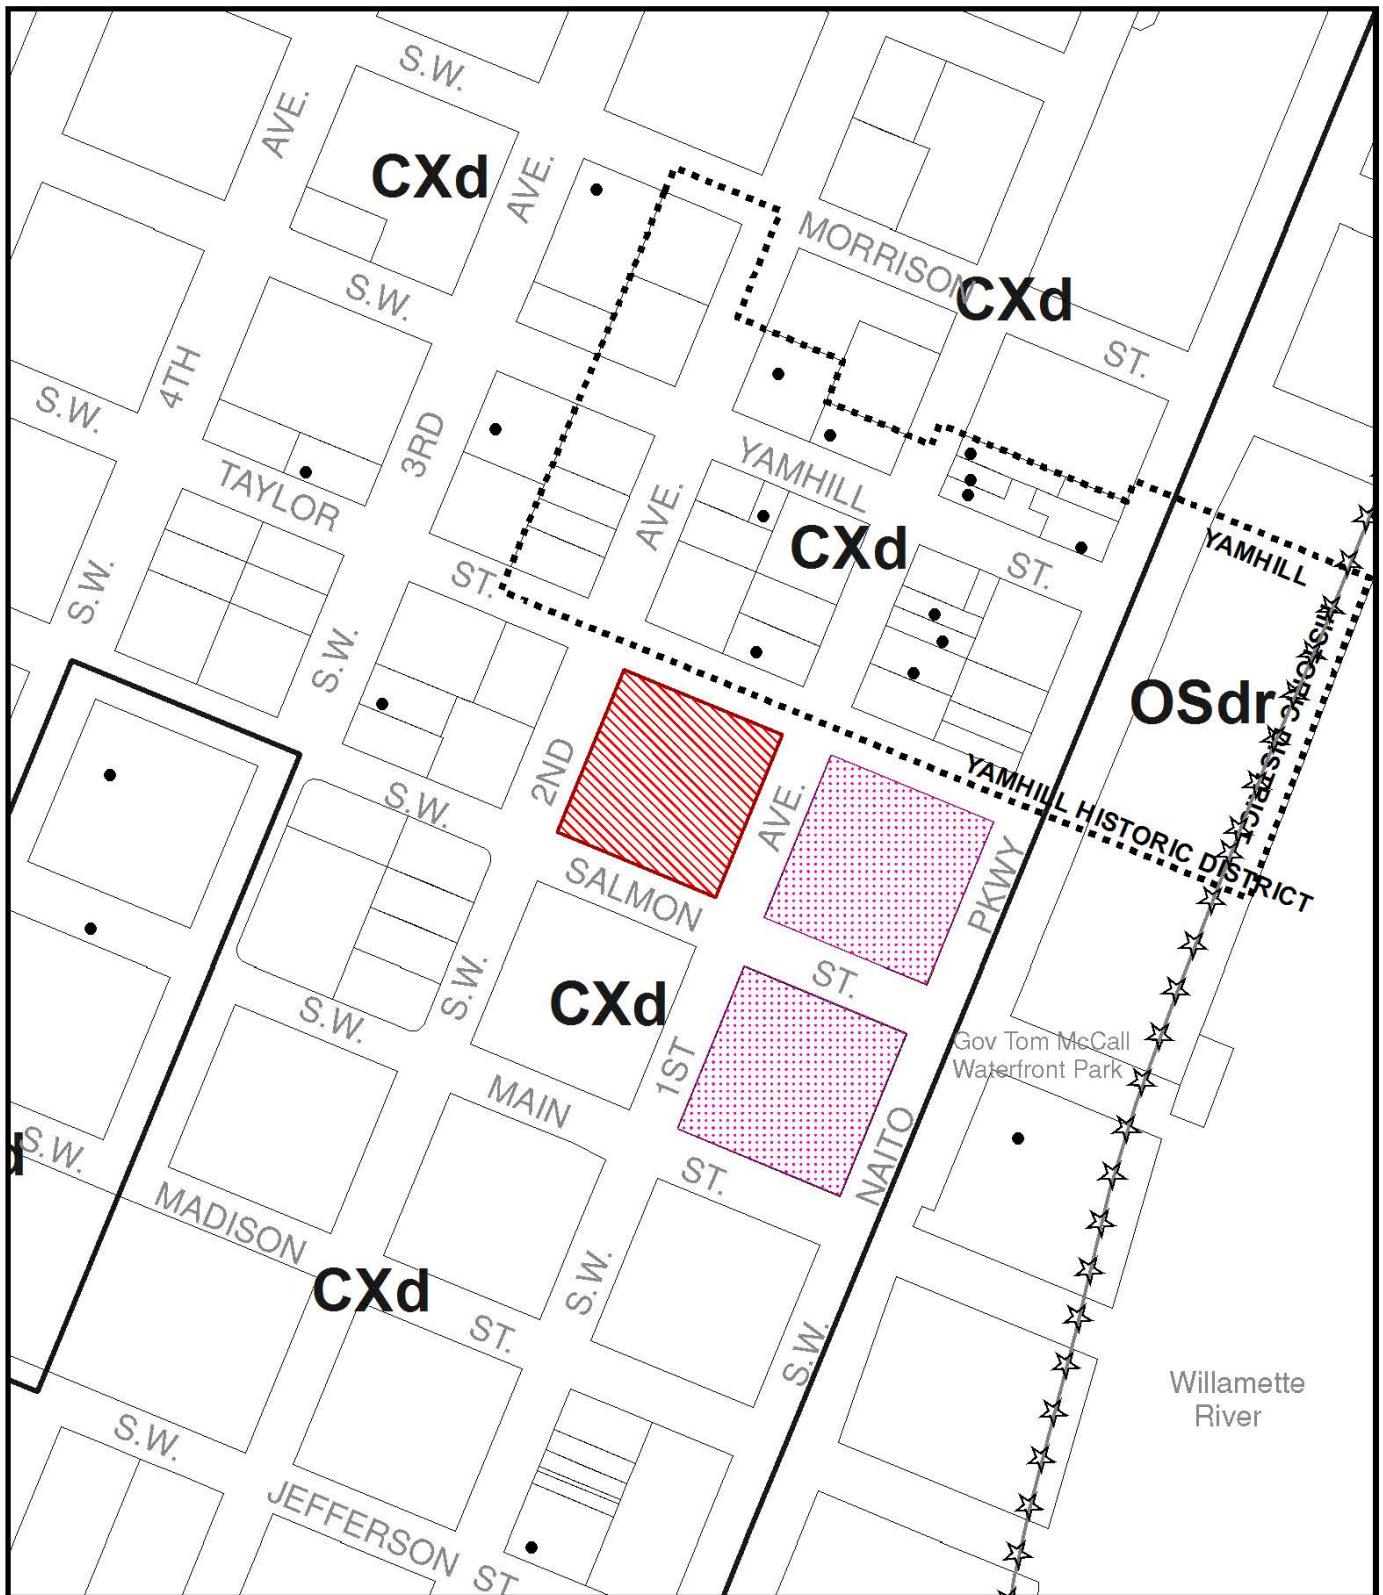 S.W.
AVE.
CXd
AVE.
MORRISON
CXd
S.W.
ST.
4TH
S.W.
3RD
YAMHILL
TAYLOR
AVE.
CXd
YAMHILL
ST.
ST.
S.W.
HISTORIC DISTRICT
S.W.
OSdr
2ND
YAMHILL HISTORIC DISTRICT
S.W.
AVE.
SALMON
PKWY
S.W.
ST.
CXd
S.W.
Gov Tom McCall
Waterfront Park
1ST
MAIN
d
S.W.
NAITO
ST.
MADISON
S.W.
CXd
ST.
S.W.
Willamette
River
S.W.
JEFFERSON
ST.